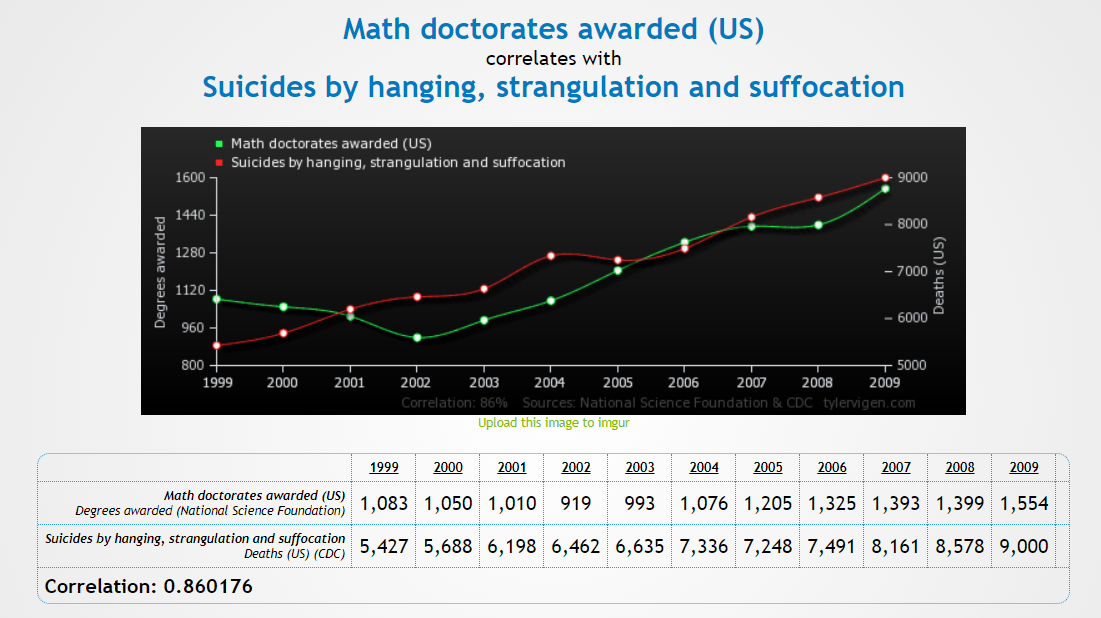 Math doctorates awarded (US)
correlates with
Suicides by hanging, strangulation and suffocation
Math doctorates awarded (US)
Suicides by hanging, strangulation and suffocation
Degrees awarded
1600
1440
1280
1120
960
800
9000
8000
7000
6000
5000
Deaths (US)
1999 2000 2001 2002 2003 2004 2005 2006 2007 2008 2009
Correlation: 86% Sources: National Science Foundation & CDC tylervigen.com
Upload this image to imgur
1999 2000 2001 2002 2003 2004 2005 2006 2007 2008 2009
Math doctorates awarded (US)
Degrees awarded (National Science Foundation)
1,083 1,050 1,010 919 993 1,076 1,205 1,325 1,393 1,399 1,554
Suicides by hanging, strangulation and suffocation
Deaths (US) (CDC)
5,427 5,688 6,198 6,462 6,635 7,336 7,248 7,491 8,161 8,578 9,000
Correlation: 0.860176